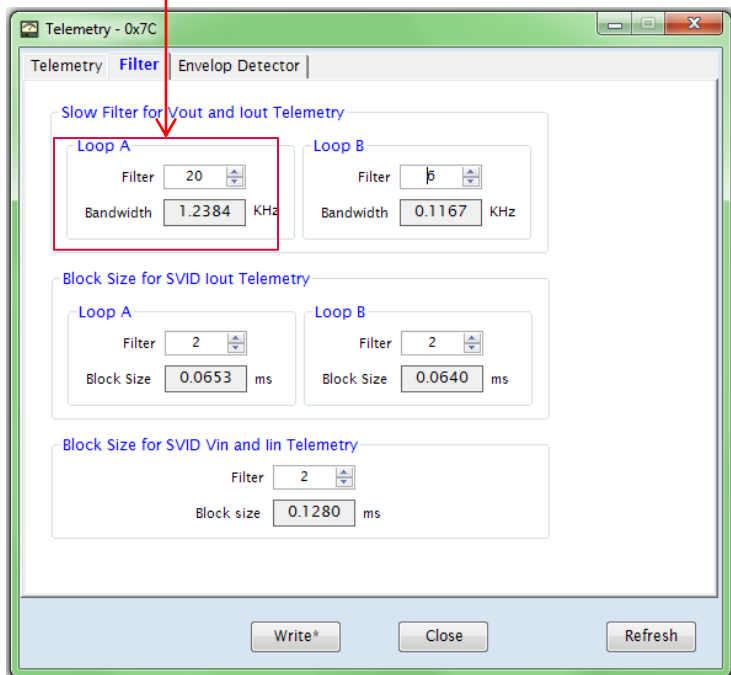 Telemetry - 0x7C
Telemetry Filter Envelop Detector
Slow Filter for Vout and Iout Telemetry
Loop A Loop B
Filter 20 Filter 6
Bandwidth 1.2384 KHz Bandwidth 0.1167 KHz
Block Size for SVID Iout Telemetry
Loop A Loop B
Filter 2 Filter 2
Block Size 0.0653 ms Block Size 0.0640 ms
Block Size for SVID Vin and Iin Telemetry
Filter 2
Block size 0.1280 ms
Write* Close Refresh